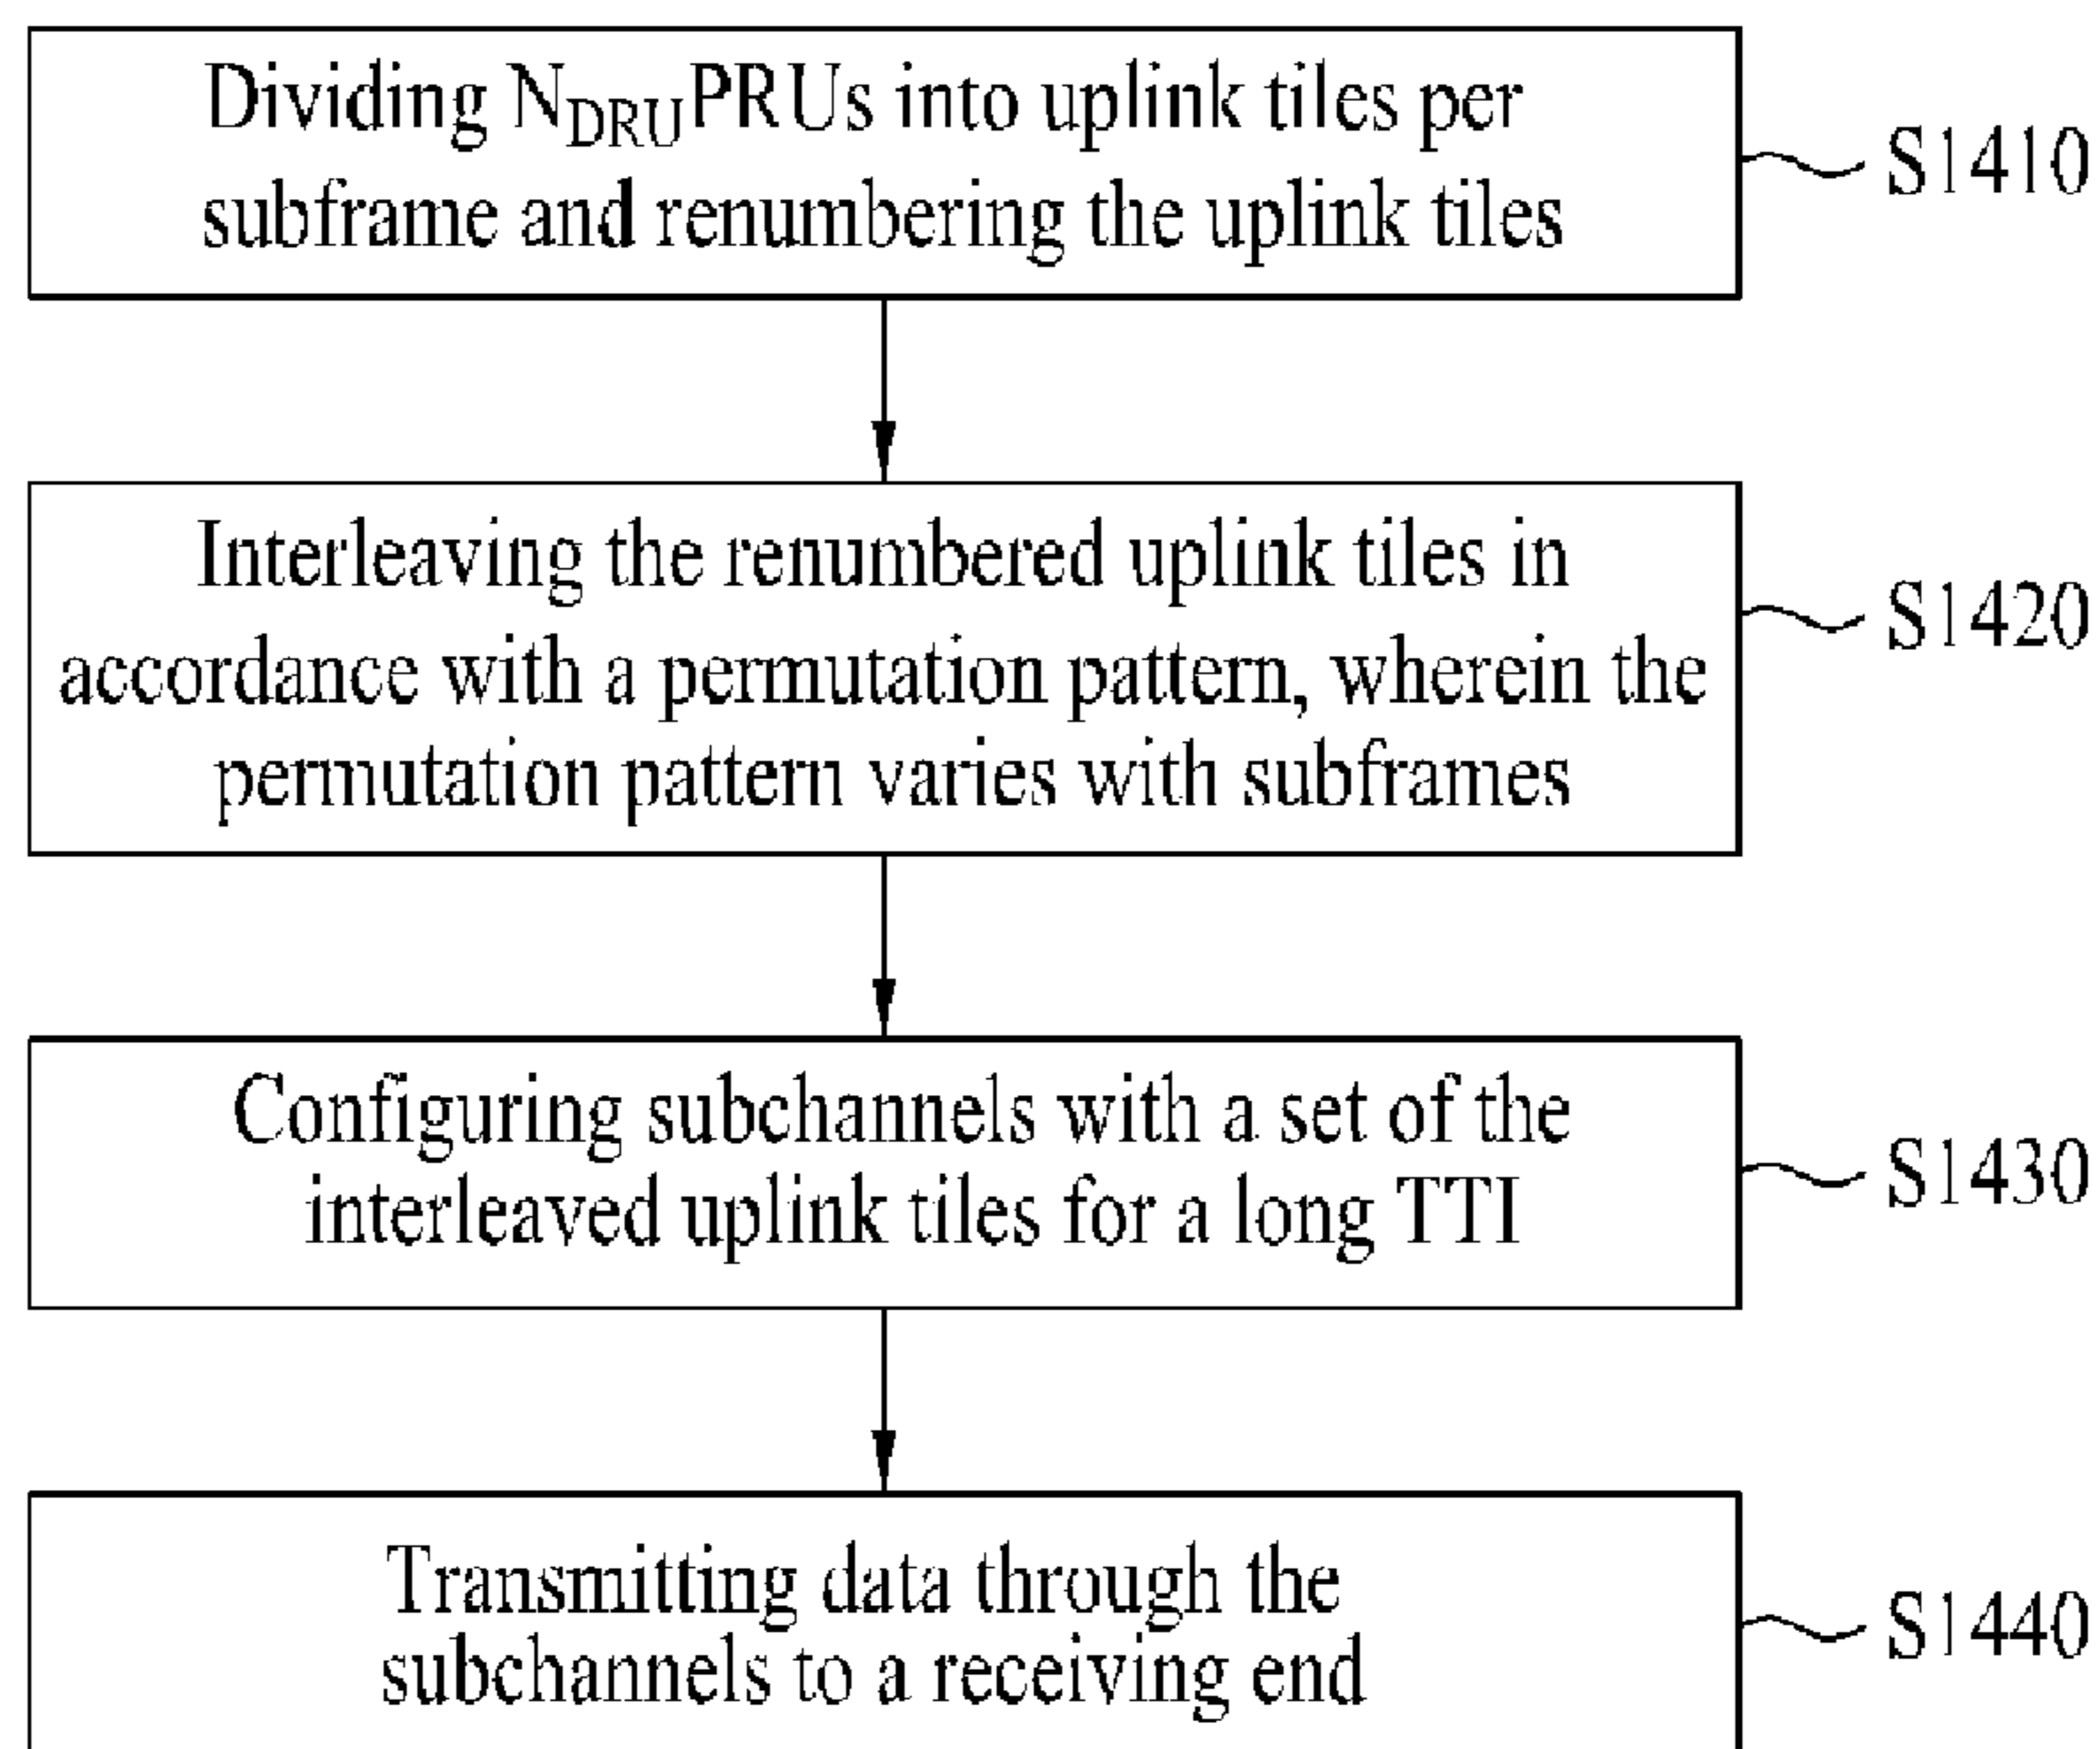 Dividing N_DRU PRUs into uplink tiles per
subframe and renumbering the uplink tiles
S1410
Interleaving the renumbered uplink tiles in
accordance with a permutation pattern, wherein the
permutation pattern varies with subframes
S1420
Configuring subchannels with a set of the
interleaved uplink tiles for a long TTI
S1430
Transmitting data through the
subchannels to a receiving end
S1440